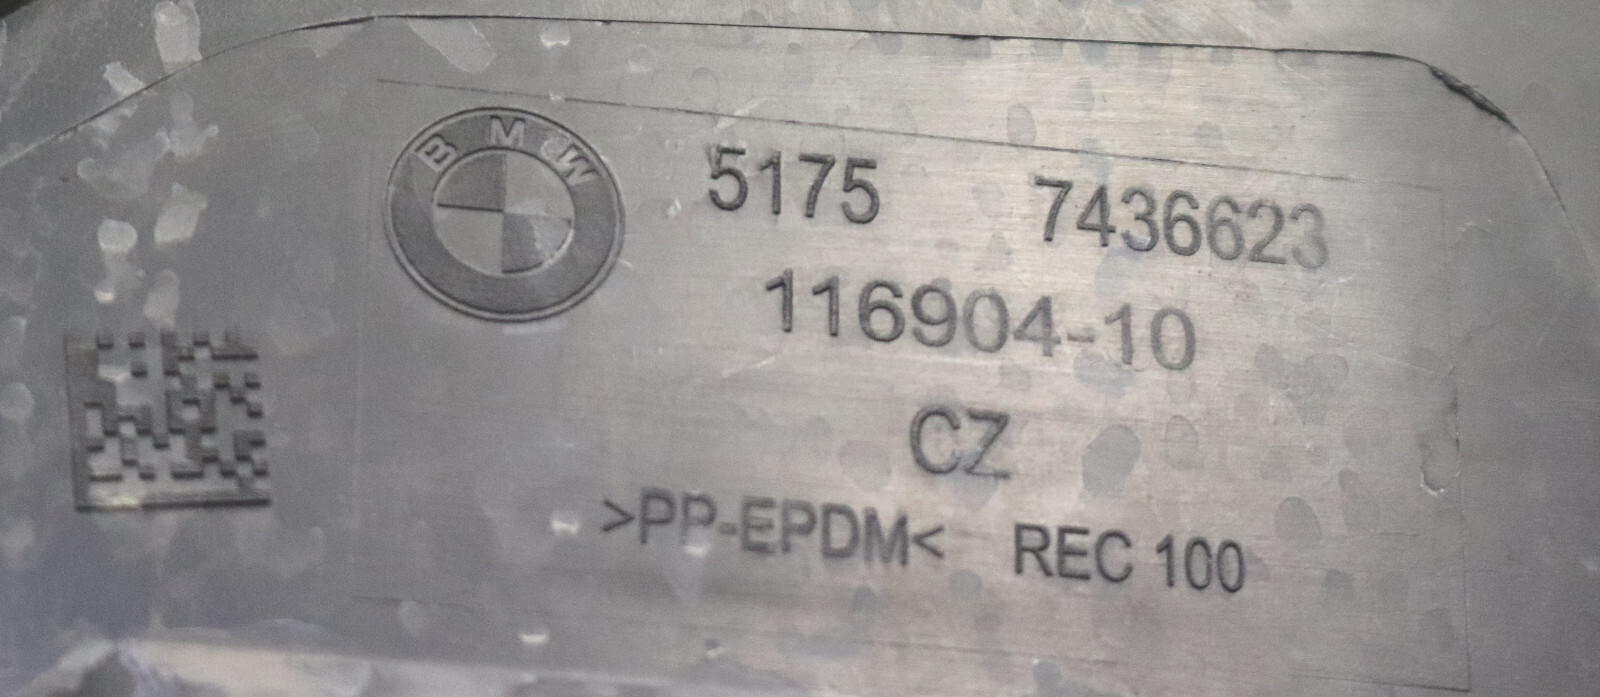 BMW
5175 7436623
116904-10
CZ
>PP-EPDM< REC 100